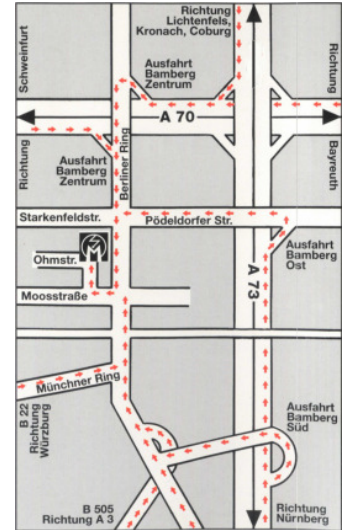 Richtung
Lichtenfels,
Kronach, Coburg
Schweinfurt
Richtung
Ausfahrt
Bamberg
Zentrum
A 70
Richtung
Bayreuth
Ausfahrt
Bamberg
Zentrum
Berliner Ring
Starkenfeldstr.
Pödeldorfer Str.
Ohmstr.
M
Moosstraße
Ausfahrt
Bamberg
Ost
A 73
Münchner Ring
B 22
Richtung
Würzburg
Ausfahrt
Bamberg
Süd
B 505
Richtung A 3
Richtung
Nürnberg